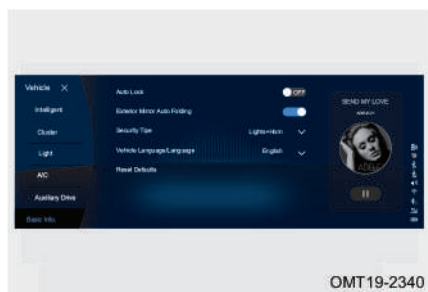 Vehicle X
Intelligent
Cluster
Light
A/C
Auxiliary Drive
Basic Info.
Auto Lock
OFF
Exterior Mirror Auto Folding
Security Tips
Lights+Horn
Vehicle Language/Language
English
Reset Defaults
SEND MY LOVE
ADELE
OMT19-2340